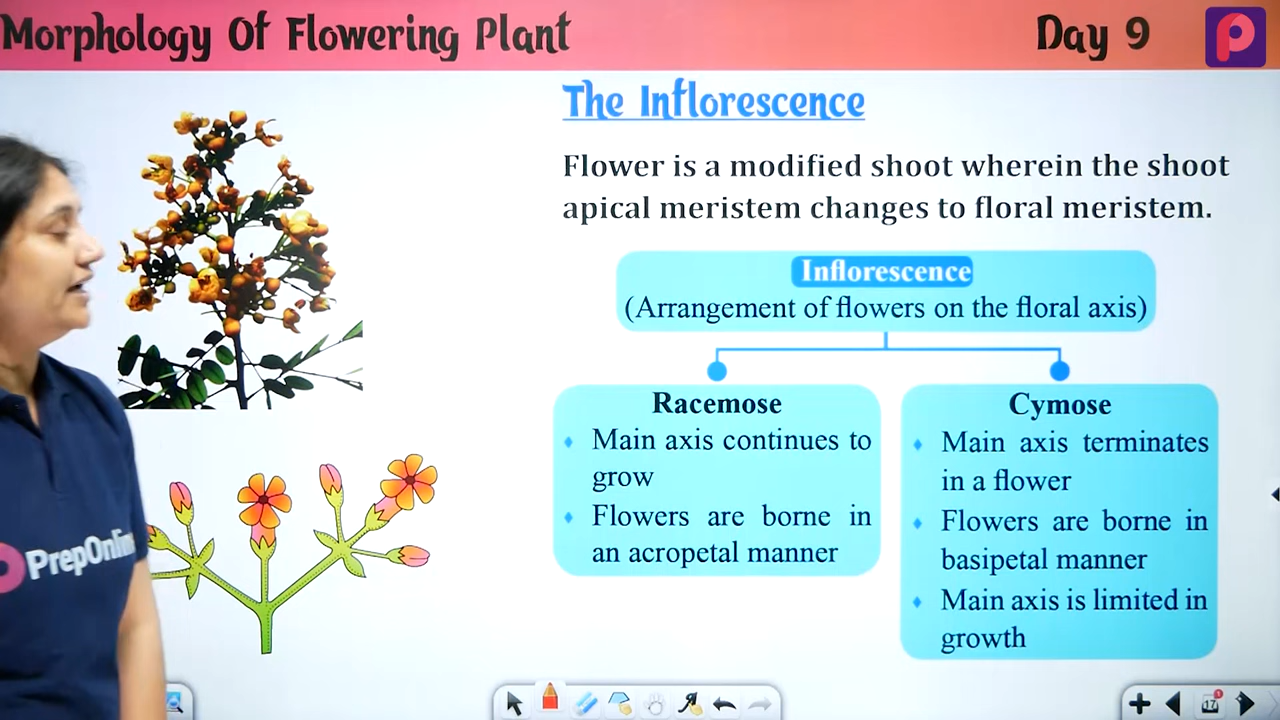 Morphology Of Flowering Plant
Day 9
The Inflorescence
Flower is a modified shoot wherein the shoot
apical meristem changes to floral meristem.
Inflorescence
(Arrangement of flowers on the floral axis)
Racemose
Main axis continues to
grow
Flowers are borne in
an acropetal manner
Cymose
Main axis terminates
in a flower
Flowers are borne in
basipetal manner
Main axis is limited in
growth
PrepOnlin
17